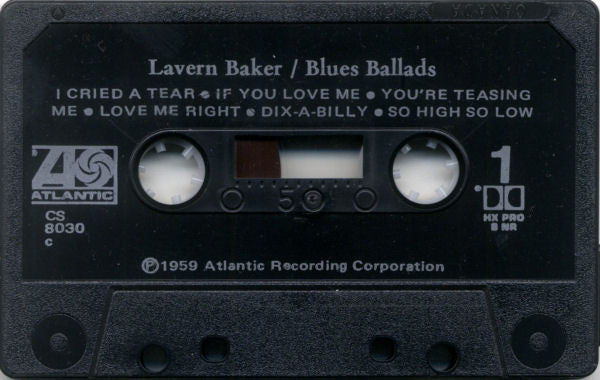 Lavern Baker / Blues Ballads
I CRIED A TEAR • IF YOU LOVE ME • YOU'RE TEASING
ME • LOVE ME RIGHT • DIX-A-BILLY • SO HIGH SO LOW
ATLANTIC
CS
8030
c
1
HX PRO
B NR
50
℗1959 Atlantic Recording Corporation